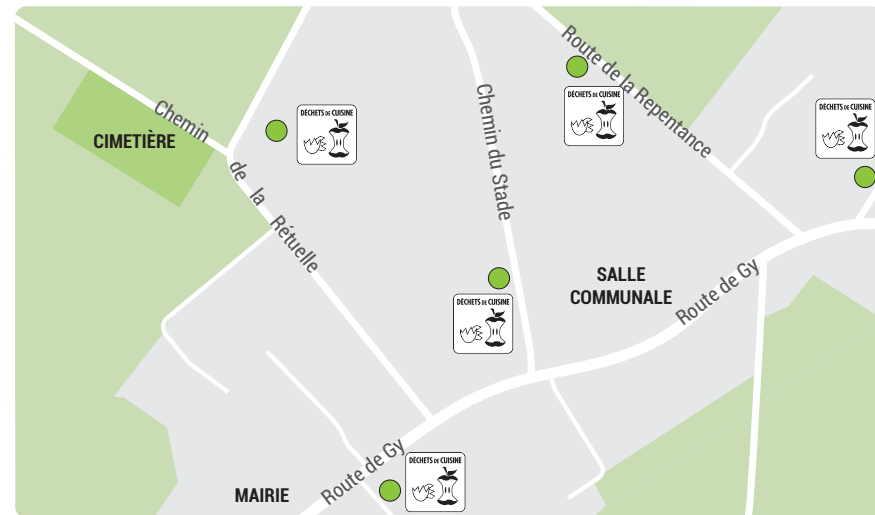 Route de la Repentance
DÉCHETS DE CUISINE
DÉCHETS DE CUISINE
DÉCHETS DE CUISINE
Chemin de la Rétuelle
CIMETIÈRE
Chemin du Stade
SALLE
COMMUNALE
Route de Gy
DÉCHETS DE CUISINE
Route de Gy
DÉCHETS DE CUISINE
MAIRIE